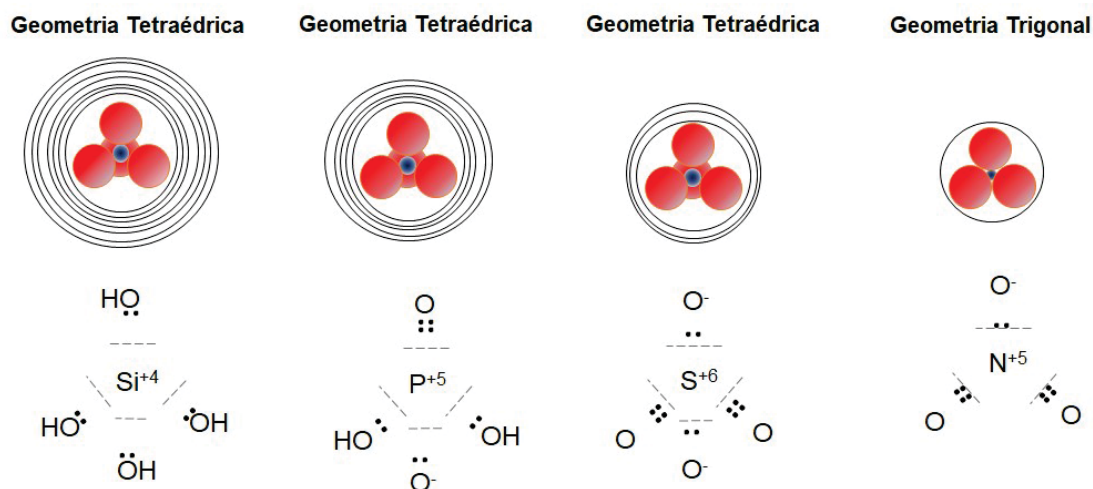 Geometria Tetraédrica Geometria Tetraédrica Geometria Tetraédrica Geometria Trigonal
HO O O⁻ O⁻
Si⁺⁴ P⁺⁵ S⁺⁶ N⁺⁵
HO OH HO OH O O O O
OH O⁻ O⁻